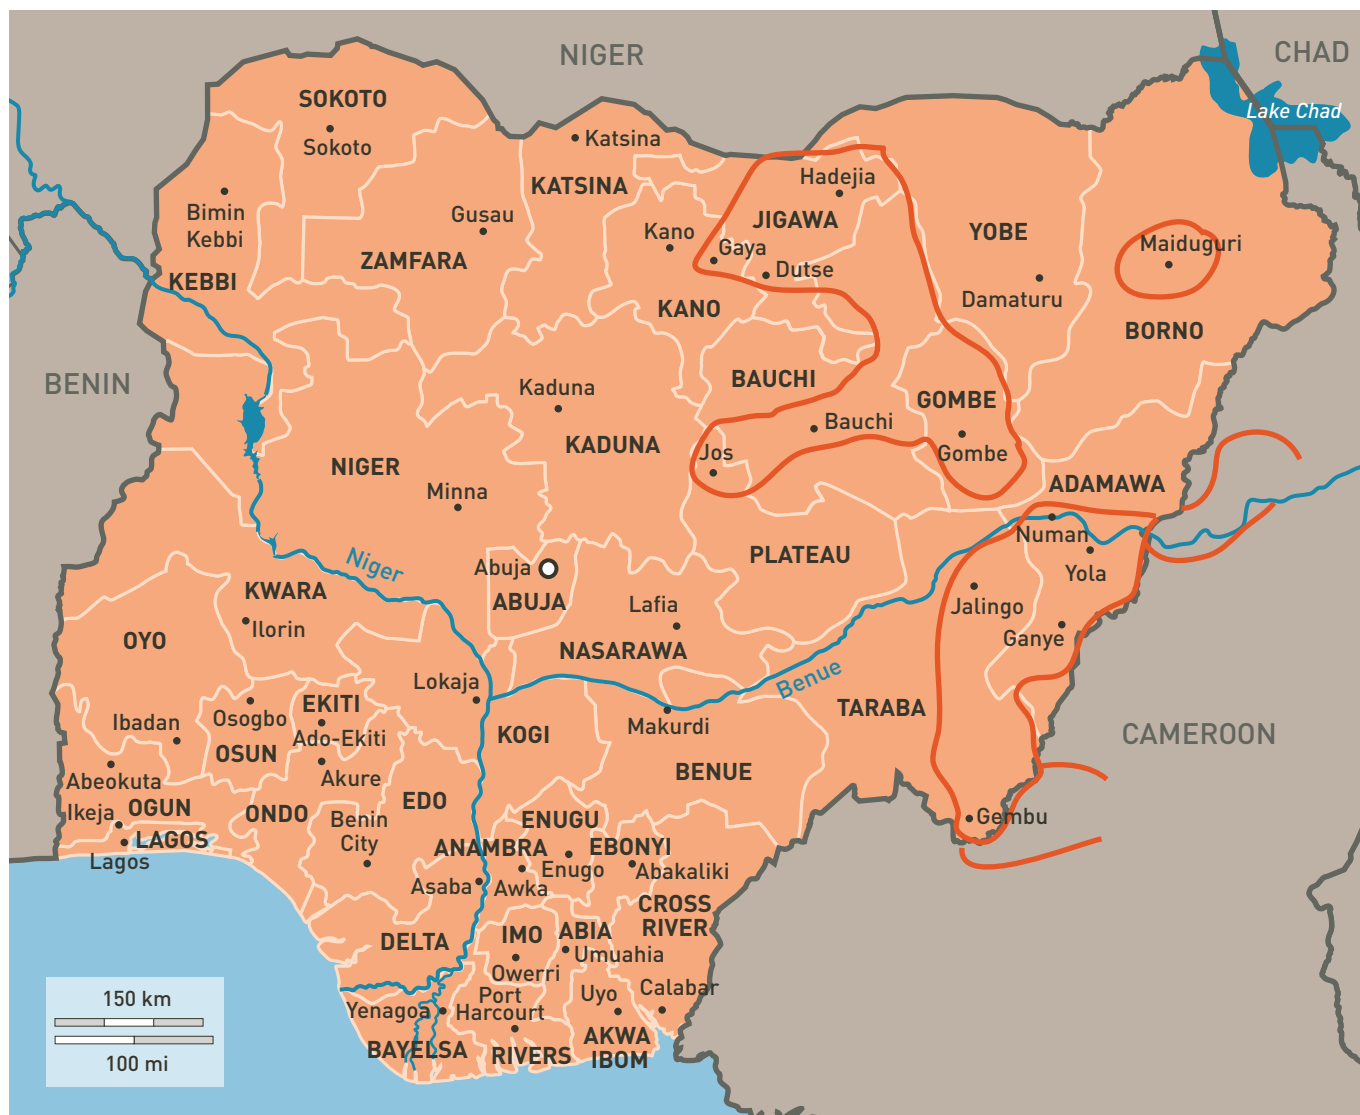 NIGER
CHAD
Lake Chad
SOKOTO
Sokoto
Katsina
KATSINA
Hadejia
Bimin
Kebbi
Gusau
JIGAWA
YOBE
Kano
Gaya
Maiduguri
ZAMFARA
Dutse
KEBBI
Damaturu
KANO
BORNO
BENIN
BAUCHI
Kaduna
GOMBE
Bauchi
KADUNA
Jos
Gombe
NIGER
Minna
ADAMAWA
Numan
PLATEAU
Niger
Abuja
Yola
KWARA
ABUJA
Lafia
Jalingo
Ilorin
OYO
Ganye
NASARAWA
Lokaja
Benue
EKITI
TARABA
Ibadan
Osogbo
Makurdi
KOGI
Ado-Ekiti
CAMEROON
OSUN
Abeokuta
Akure
BENUE
Ikeja
OGUN
EDO
ONDO
Benin
City
ENUGU
Gembu
LAGOS
Lagos
ANAMBRA
EBONYI
Enugo
Abakaliki
Asaba
Awka
CROSS
RIVER
DELTA
IMO
ABIA
Umuahia
Owerri
150 km
Port
Harcourt
Uyo
Calabar
Yenagoa
100 mi
BAYELSA
RIVERS
AKWA
IBOM